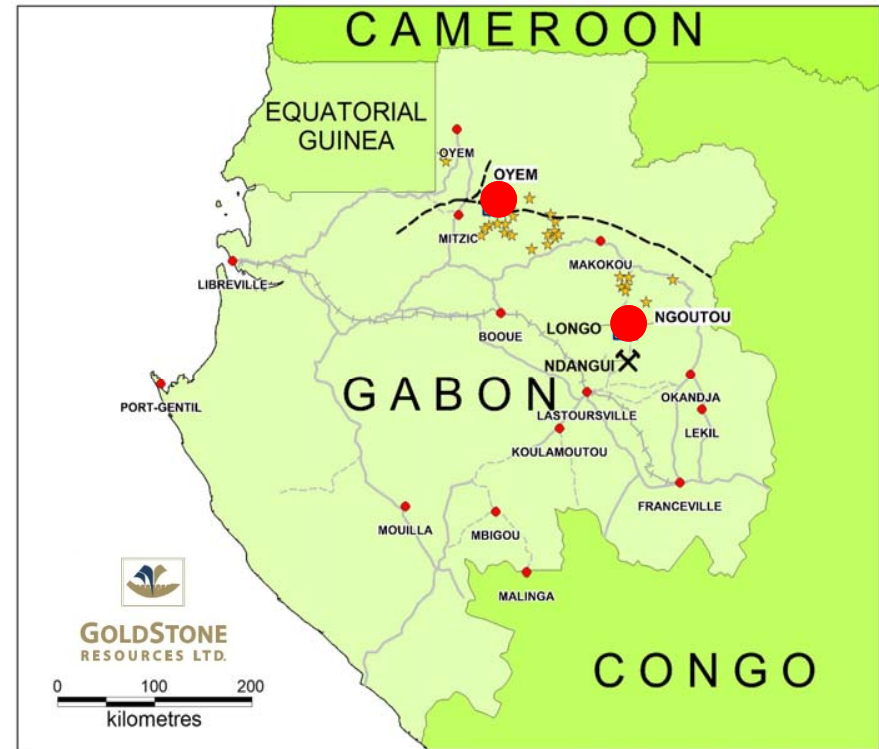 CAMEROON
EQUATORIAL
GUINEA
OYEM
OYEM
MITZIC
MAKOKOU
LIBREVILLE
NGOUTOU
LONGO
BOOUE
NDANGUI
PORT-GENTIL
GABON
OKANDJA
LASTOURSVILLE
LEKIL
KOULAMOUTOU
FRANCEVILLE
MOUILLA
MBIGOU
MALINGA
GOLDSTONE
RESOURCES LTD.
CONGO
0 100 200
kilometres